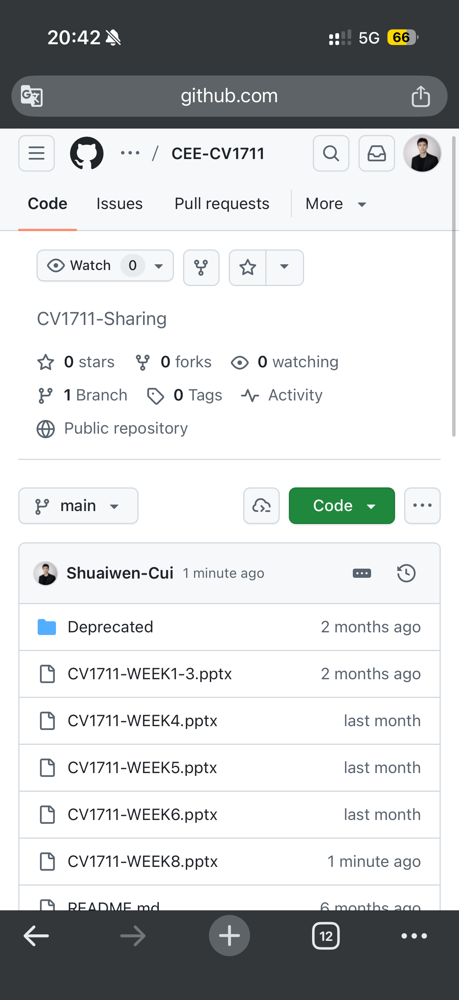 20:42 5G 66
github.com
... / CEE-CV1711
Code Issues Pull requests More
Watch 0
CV1711-Sharing
0 stars 0 forks 0 watching
1 Branch 0 Tags Activity
Public repository
main Code ...
Shuaiwen-Cui 1 minute ago
Deprecated 2 months ago
CV1711-WEEK1-3.pptx 2 months ago
CV1711-WEEK4.pptx last month
CV1711-WEEK5.pptx last month
CV1711-WEEK6.pptx last month
CV1711-WEEK8.pptx 1 minute ago
README.md 6 months ago
12